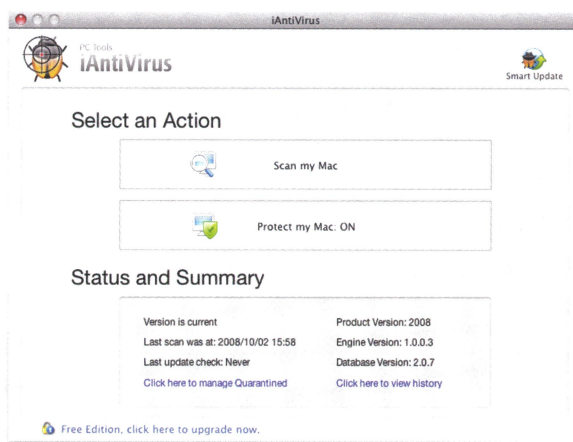 iAntiVirus
PC Tools
iAntiVirus
Smart Update
Select an Action
Scan my Mac
Protect my Mac: ON
Status and Summary
Version is current
Last scan was at: 2008/10/02 15:58
Last update check: Never
Click here to manage Quarantined
Product Version: 2008
Engine Version: 1.0.0.3
Database Version: 2.0.7
Click here to view history
Free Edition, click here to upgrade now.